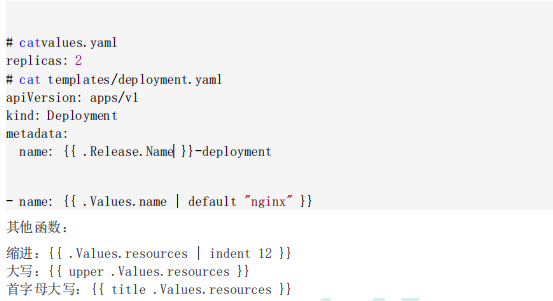 # catvalues.yaml
replicas: 2
# cat templates/deployment.yaml
apiVersion: apps/v1
kind: Deployment
metadata:
  name: {{ .Release.Name }}-deployment
- name: {{ .Values.name | default "nginx" }}
其他函数：
缩进：{{ .Values.resources | indent 12 }}
大写：{{ upper .Values.resources }}
首字母大写：{{ title .Values.resources }}